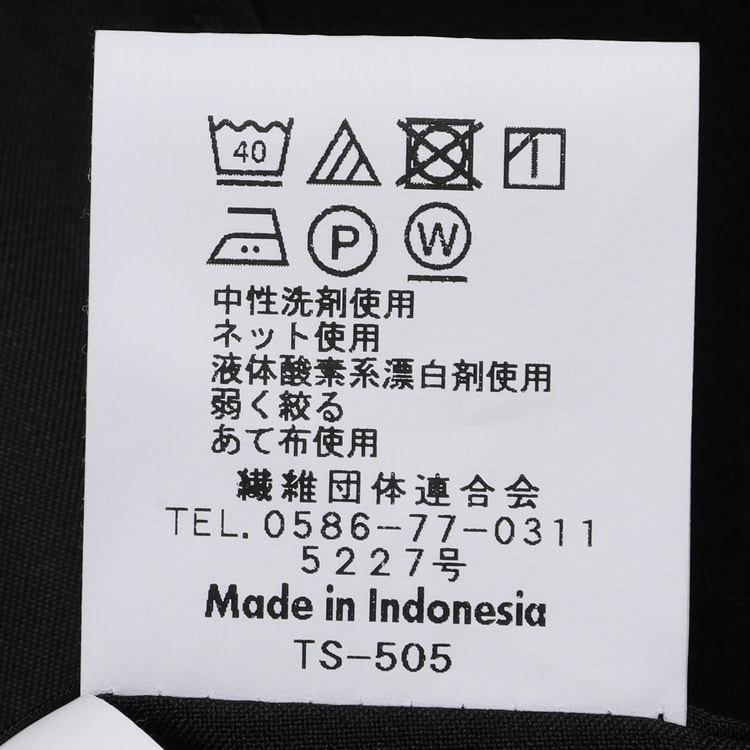 40
P W
中性洗剤使用
ネット使用
液体酸素系漂白剤使用
弱く絞る
あて布使用
繊維団体連合会
TEL.0586-77-0311
5227号
Made in Indonesia
TS-505